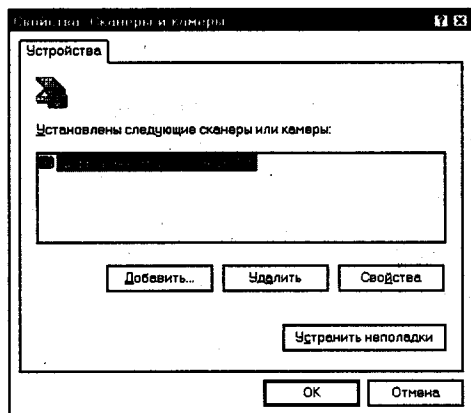 Свойства: Сканеры и камеры
Устройства
Установлены следующие сканеры или камеры:
Добавить... Удалить Свойства
Устранить неполадки
OK Отмена